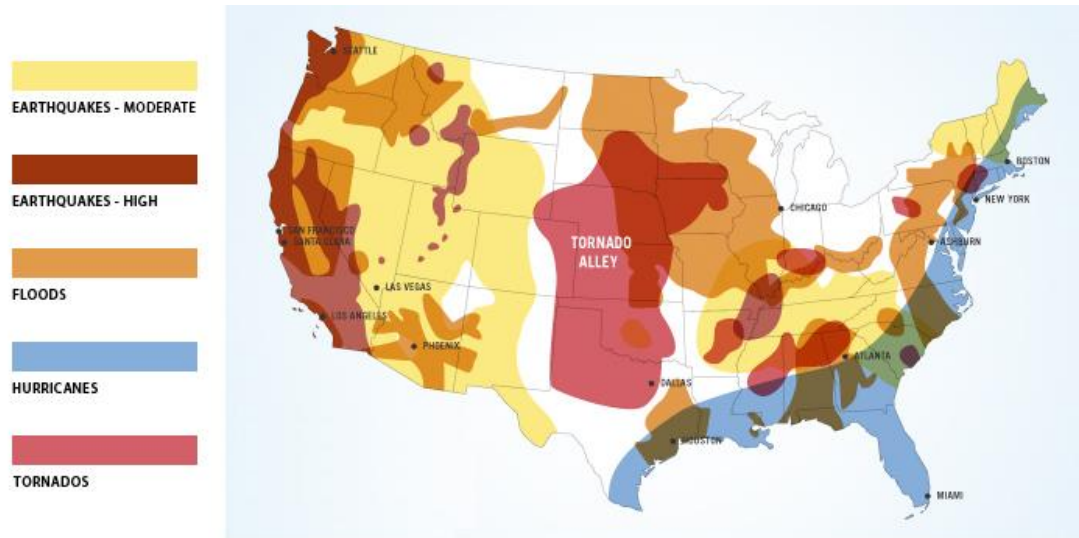 EARTHQUAKES - MODERATE
EARTHQUAKES - HIGH
FLOODS
HURRICANES
TORNADOS
SEATTLE
SAN FRANCISCO
SANTA CLARA
LAS VEGAS
LOS ANGELES
PHOENIX
TORNADO
ALLEY
DALLAS
HOUSTON
CHICAGO
ATLANTA
MIAMI
ASHBURN
NEW YORK
BOSTON